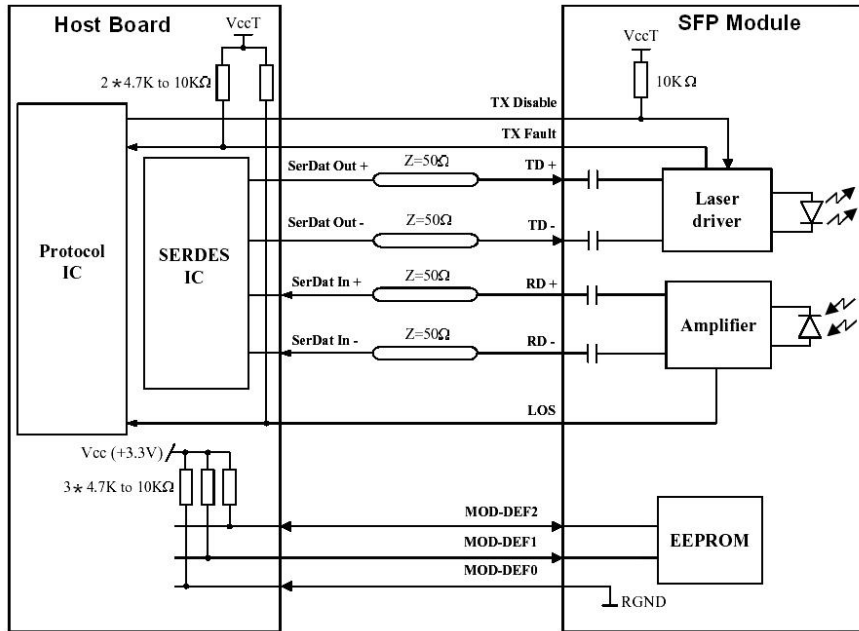 Host Board
SFP Module
VccT
VccT
2*4.7K to 10KΩ
10KΩ
TX Disable
TX Fault
SerDat Out +
Z=50Ω
TD +
Laser
driver
SerDat Out -
Z=50Ω
TD -
Protocol
IC
SERDES
IC
SerDat In +
Z=50Ω
RD +
Amplifier
SerDat In -
Z=50Ω
RD -
LOS
Vcc (+3.3V)
3*4.7K to 10KΩ
MOD-DEF2
MOD-DEF1
MOD-DEF0
EEPROM
RGND